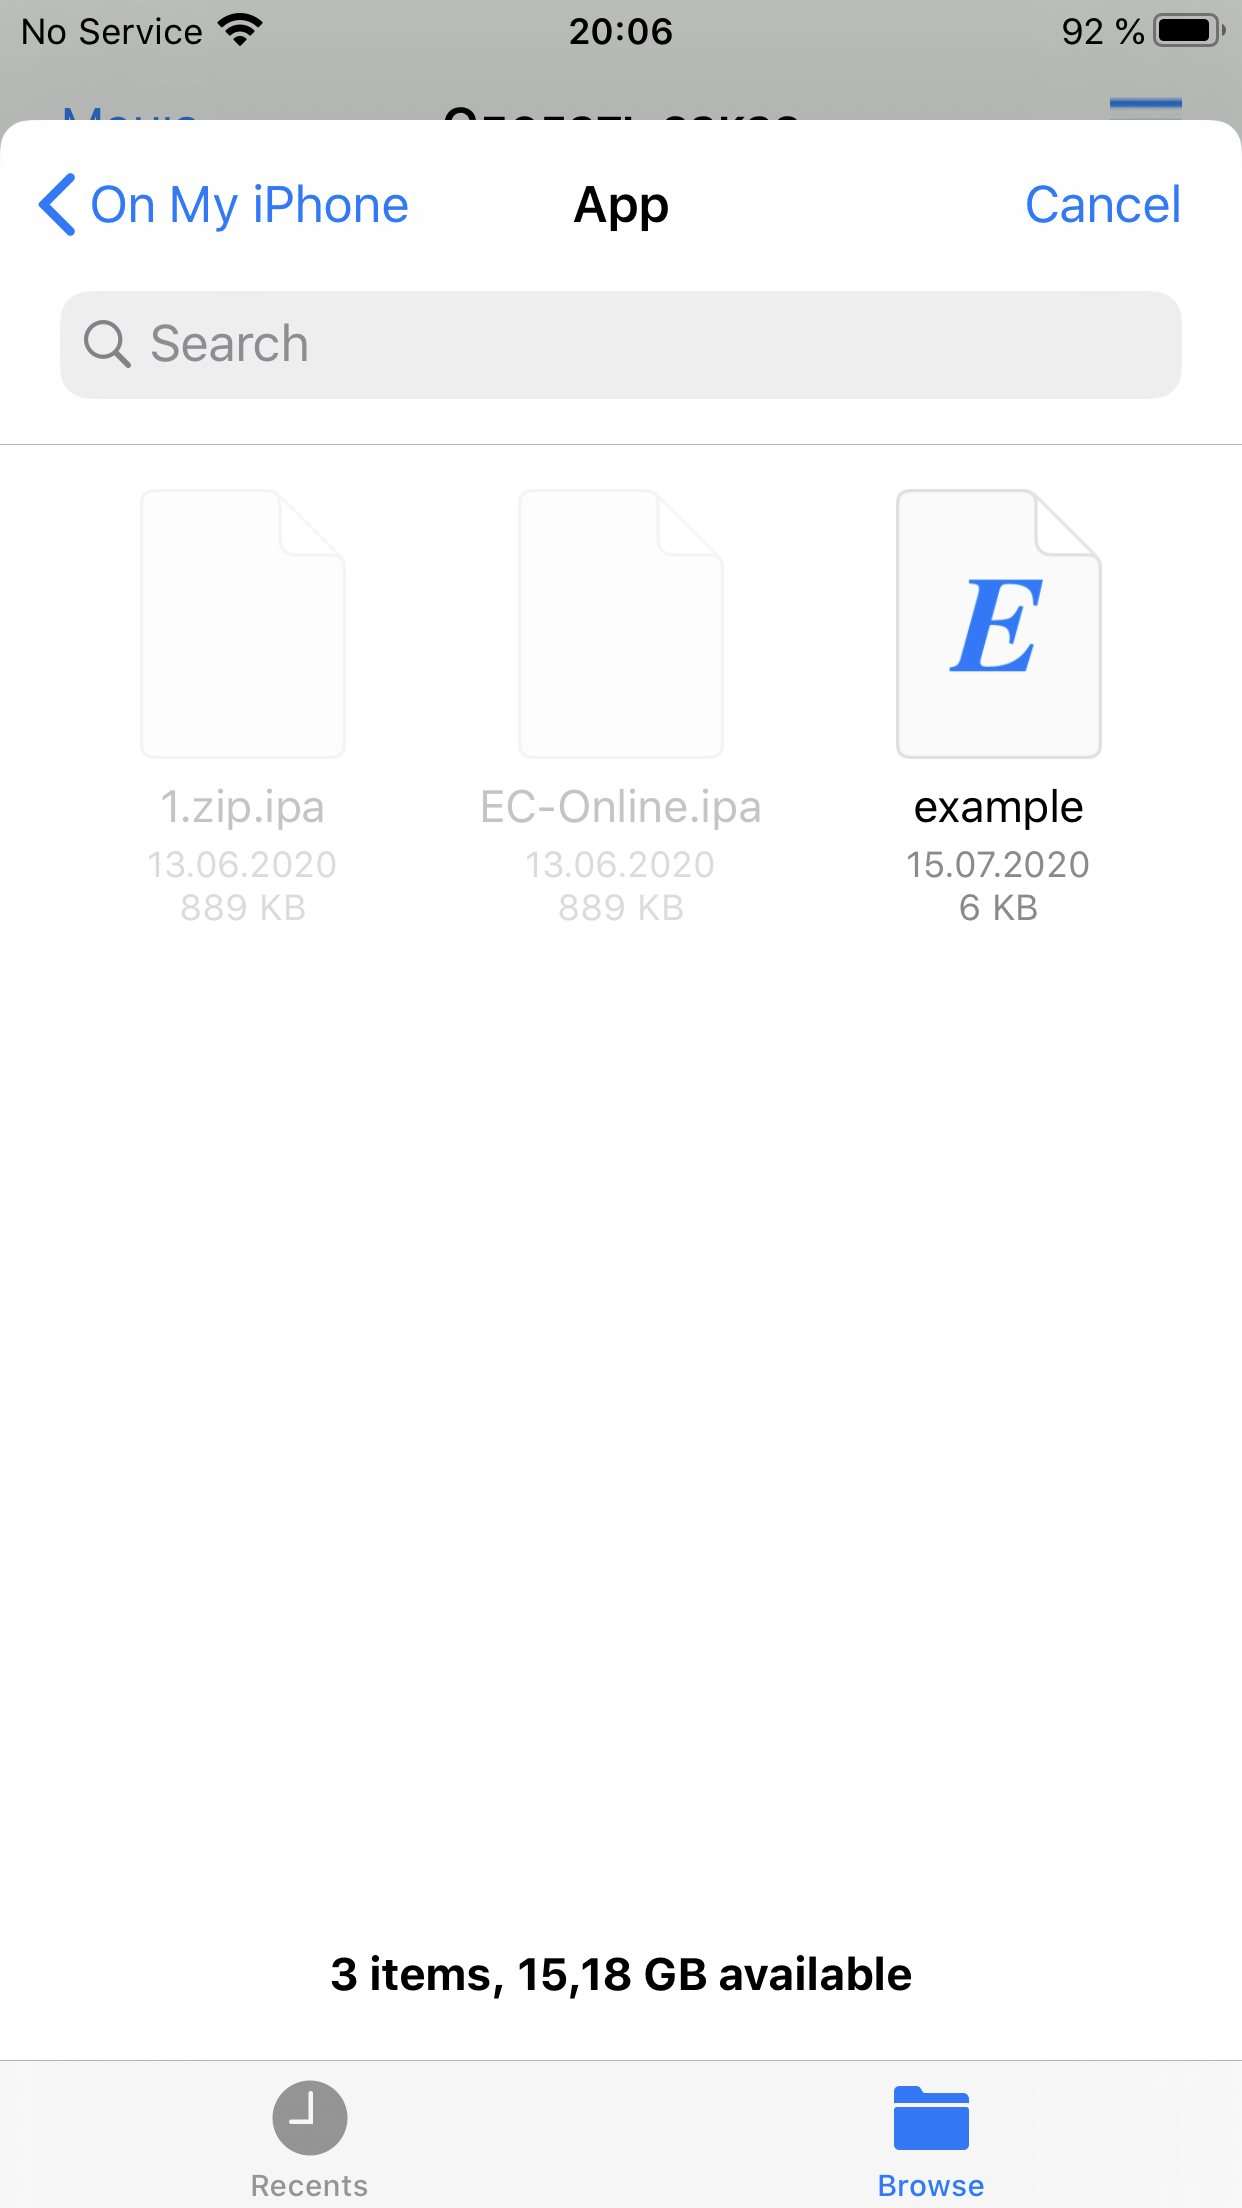 No Service 20:06 92 %
On My iPhone App Cancel
Search
E
1.zip.ipa EC-Online.ipa example
13.06.2020 13.06.2020 15.07.2020
889 KB 889 KB 6 KB
3 items, 15,18 GB available
Recents Browse